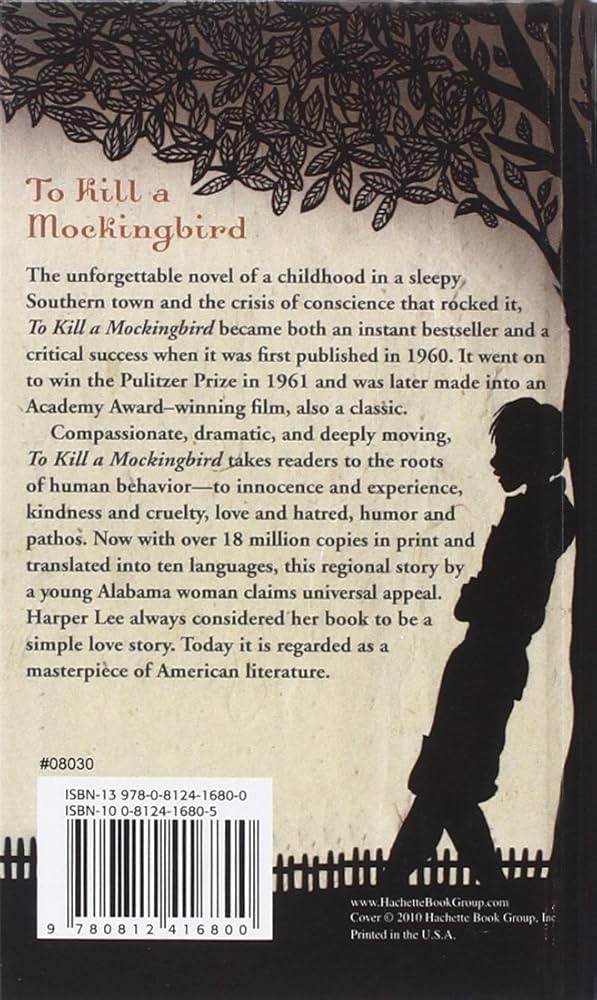 To Kill a
Mockingbird
The unforgettable novel of a childhood in a sleepy
Southern town and the crisis of conscience that rocked it,
To Kill a Mockingbird became both an instant bestseller and a
critical success when it was first published in 1960. It went on
to win the Pulitzer Prize in 1961 and was later made into an
Academy Award–winning film, also a classic.
Compassionate, dramatic, and deeply moving,
To Kill a Mockingbird takes readers to the roots
of human behavior—to innocence and experience,
kindness and cruelty, love and hatred, humor and
pathos. Now with over 18 million copies in print and
translated into ten languages, this regional story by
a young Alabama woman claims universal appeal.
Harper Lee always considered her book to be a
simple love story. Today it is regarded as a
masterpiece of American literature.
#08030
ISBN-13 978-0-8124-1680-0
ISBN-10 0-8124-1680-5
9 780812 416800
www.HachetteBookGroup.com
Cover © 2010 Hachette Book Group, Inc
Printed in the U.S.A.